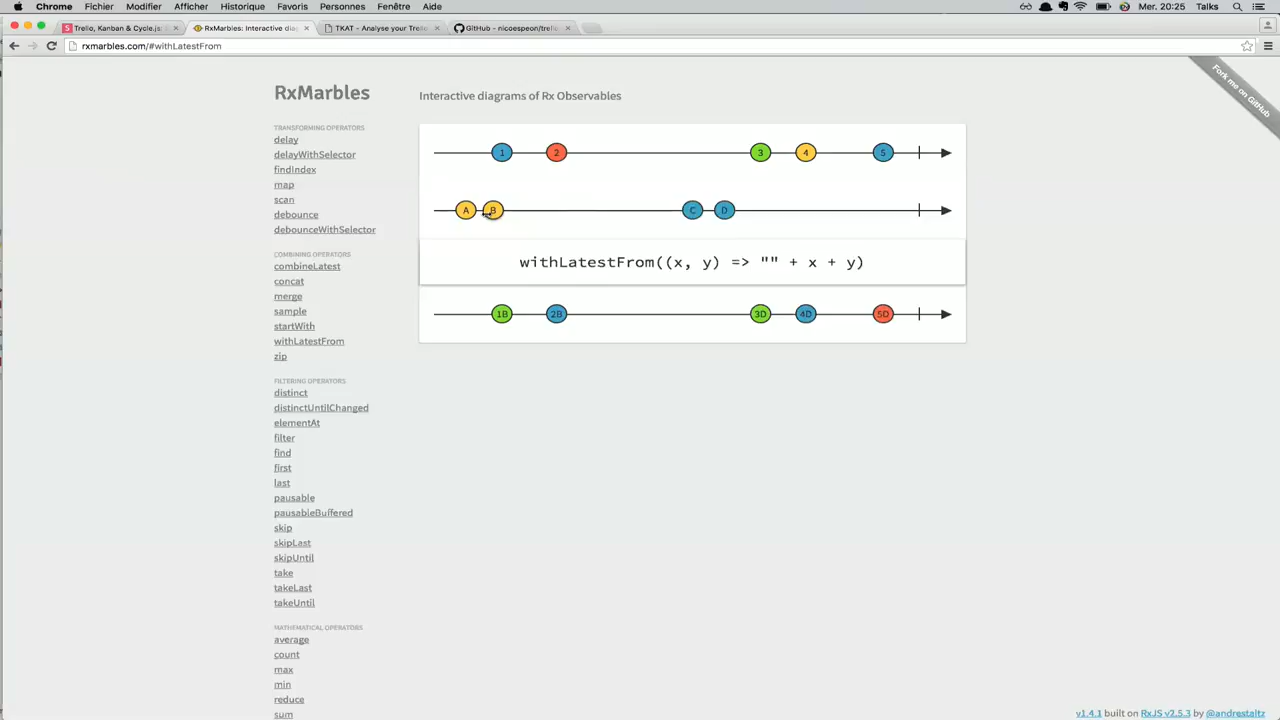 Chrome Fichier Modifier Affichage Historique Favoris Personnes Fenêtre Aide
Mer. 20:25 Talks
Trello, Kanban & Cycle.js:
RxMarbles: Interactive dia
TKAT - Analyse your Trello
GitHub - nicoespeon/trello
rxmarbles.com/#withLatestFrom
Fork me on GitHub
RxMarbles
Interactive diagrams of Rx Observables
TRANSFORMING OPERATORS
delay
delayWithSelector
findIndex
map
scan
debounce
debounceWithSelector
COMBINING OPERATORS
combineLatest
concat
merge
sample
startWith
withLatestFrom
zip
FILTERING OPERATORS
distinct
distinctUntilChanged
elementAt
filter
find
first
last
pausable
pausableBuffered
skip
skipLast
skipUntil
take
takeLast
takeUntil
MATHEMATICAL OPERATORS
average
count
max
min
reduce
sum
1 2 3 4 5
A B C D
withLatestFrom((x, y) => "" + x + y)
1B 2B 3D 4D 5D
v1.4.1 built on RxJS v2.5.3 by @andrestaltz